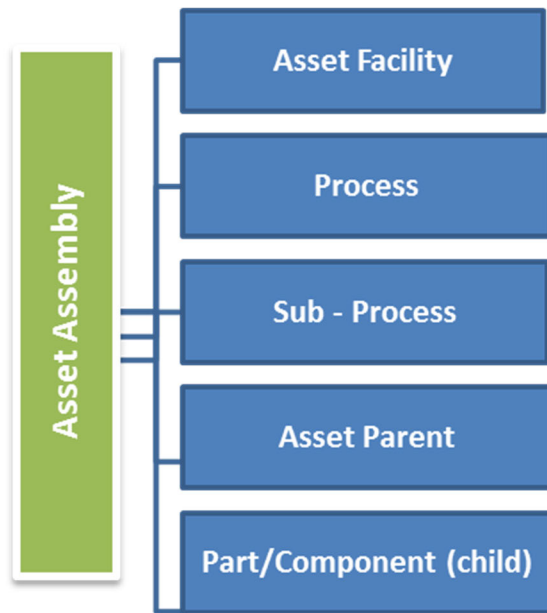 Asset Assembly
Asset Facility
Process
Sub - Process
Asset Parent
Part/Component (child)